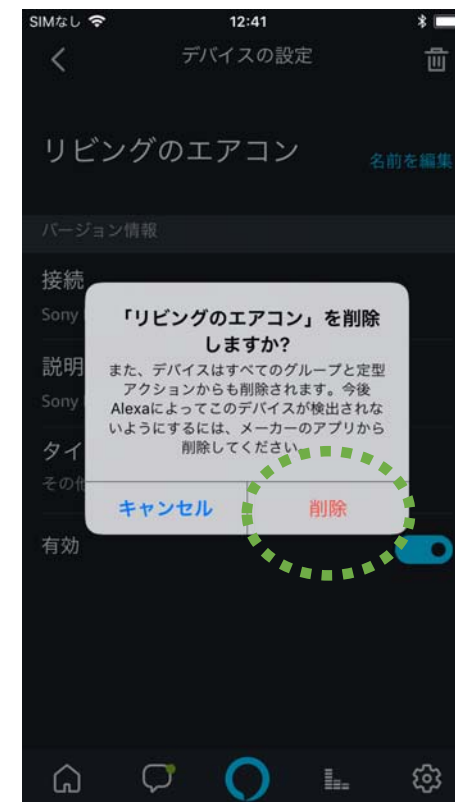 SIMなし 12:41
デバイスの設定
リビングのエアコン
名前を編集
バージョン情報
接続
Sony
「リビングのエアコン」を削除
しますか?
また、デバイスはすべてのグループと定型
アクションからも削除されます。今後
Alexaによってこのデバイスが検出されな
いようにするには、メーカーのアプリから
削除してください。
説明
Sony
タイ
その他
キャンセル 削除
有効